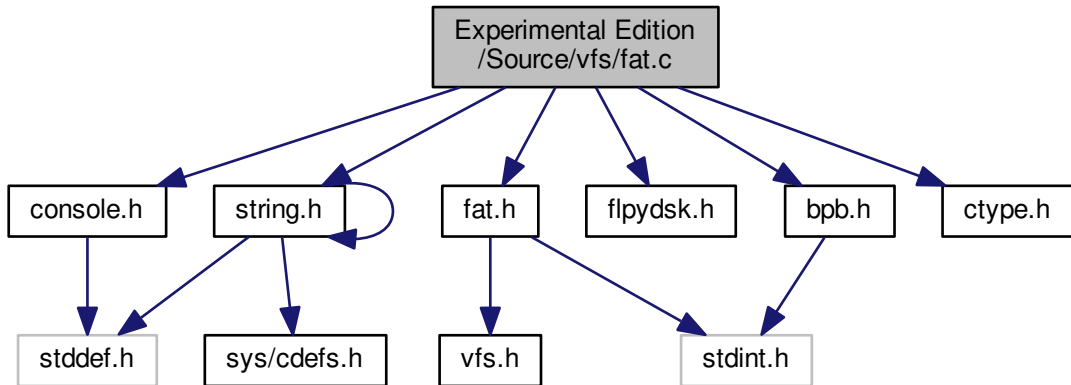 Experimental Edition
/Source/vfs/fat.c
console.h
string.h
fat.h
flpydsk.h
bpb.h
ctype.h
stddef.h
sys/cdefs.h
vfs.h
stdint.h